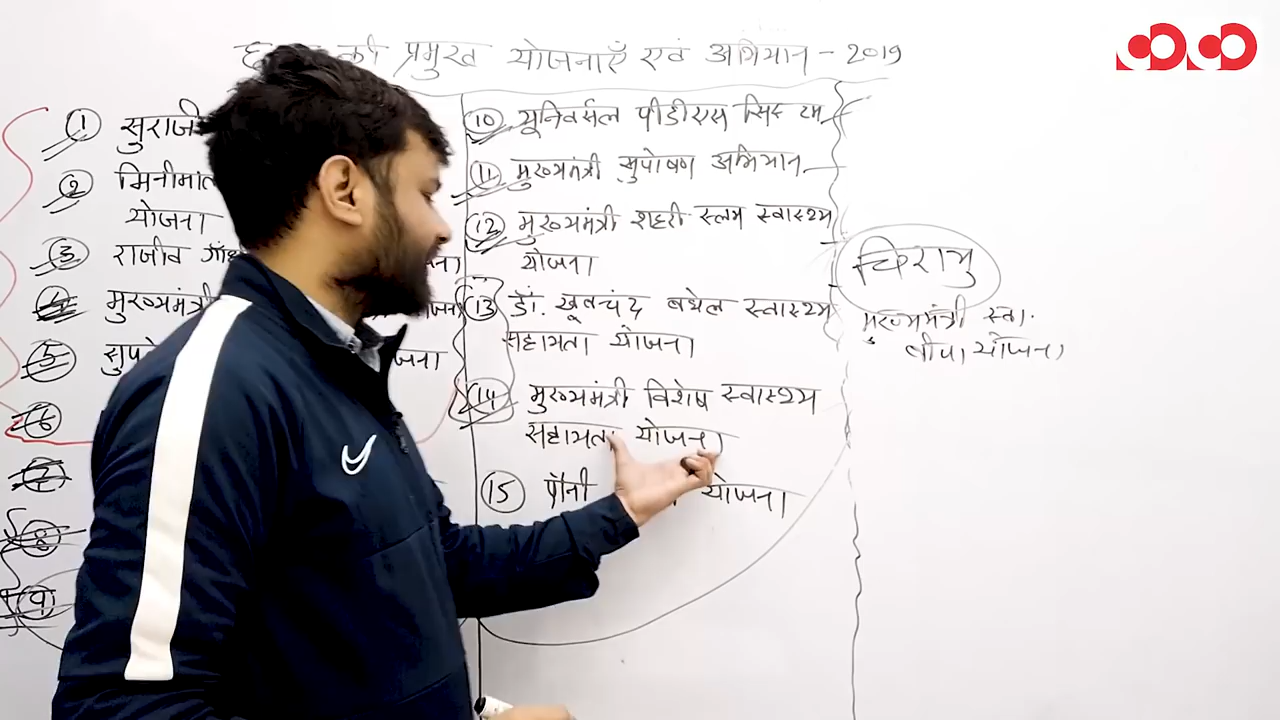 की प्रमुख योजनाएँ एवं अभियान - 2019
1 सुराजी
2 मिनीमात
योजना
3 राजीव गांध
4 मुख्यमंत्री
5 सुपोष योजना
6
7
8
9
10 यूनिवर्सल पीडीएस सिस्टम
11 मुख्यमंत्री सुपोषण अभियान
12 मुख्यमंत्री शहरी स्लम स्वास्थ्य
योजना
13 डॉ. खूबचंद बघेल स्वास्थ्य
सहायता योजना
14 मुख्यमंत्री विशेष स्वास्थ्य
सहायता योजना
15 पौनी योजना
चिरायु
मुख्यमंत्री स्वा.
बीमा योजना